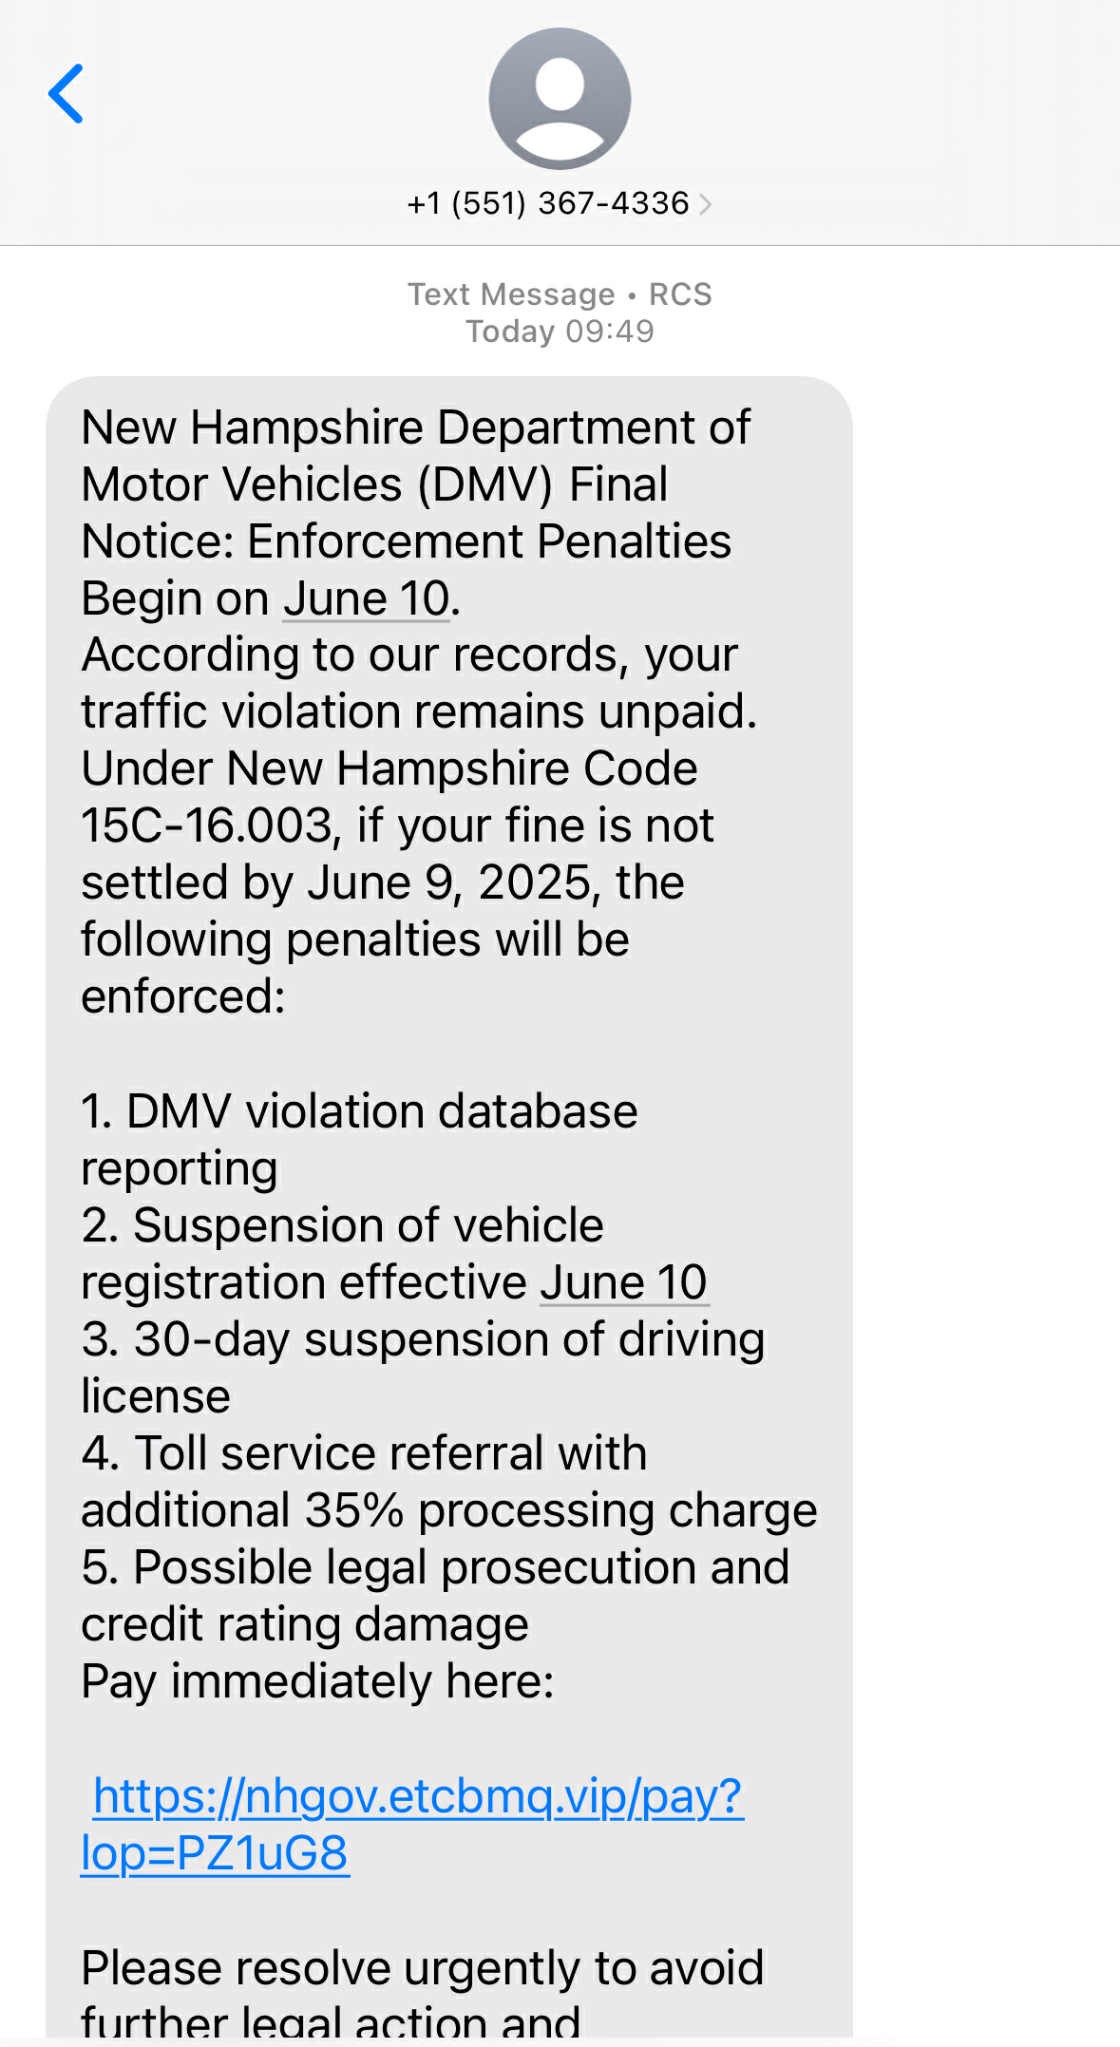 +1 (551) 367-4336
Text Message • RCS
Today 09:49
New Hampshire Department of
Motor Vehicles (DMV) Final
Notice: Enforcement Penalties
Begin on June 10.
According to our records, your
traffic violation remains unpaid.
Under New Hampshire Code
15C-16.003, if your fine is not
settled by June 9, 2025, the
following penalties will be
enforced:
1. DMV violation database
reporting
2. Suspension of vehicle
registration effective June 10
3. 30-day suspension of driving
license
4. Toll service referral with
additional 35% processing charge
5. Possible legal prosecution and
credit rating damage
Pay immediately here:
https://nhgov.etcbmq.vip/pay?
lop=PZ1uG8
Please resolve urgently to avoid
further legal action and